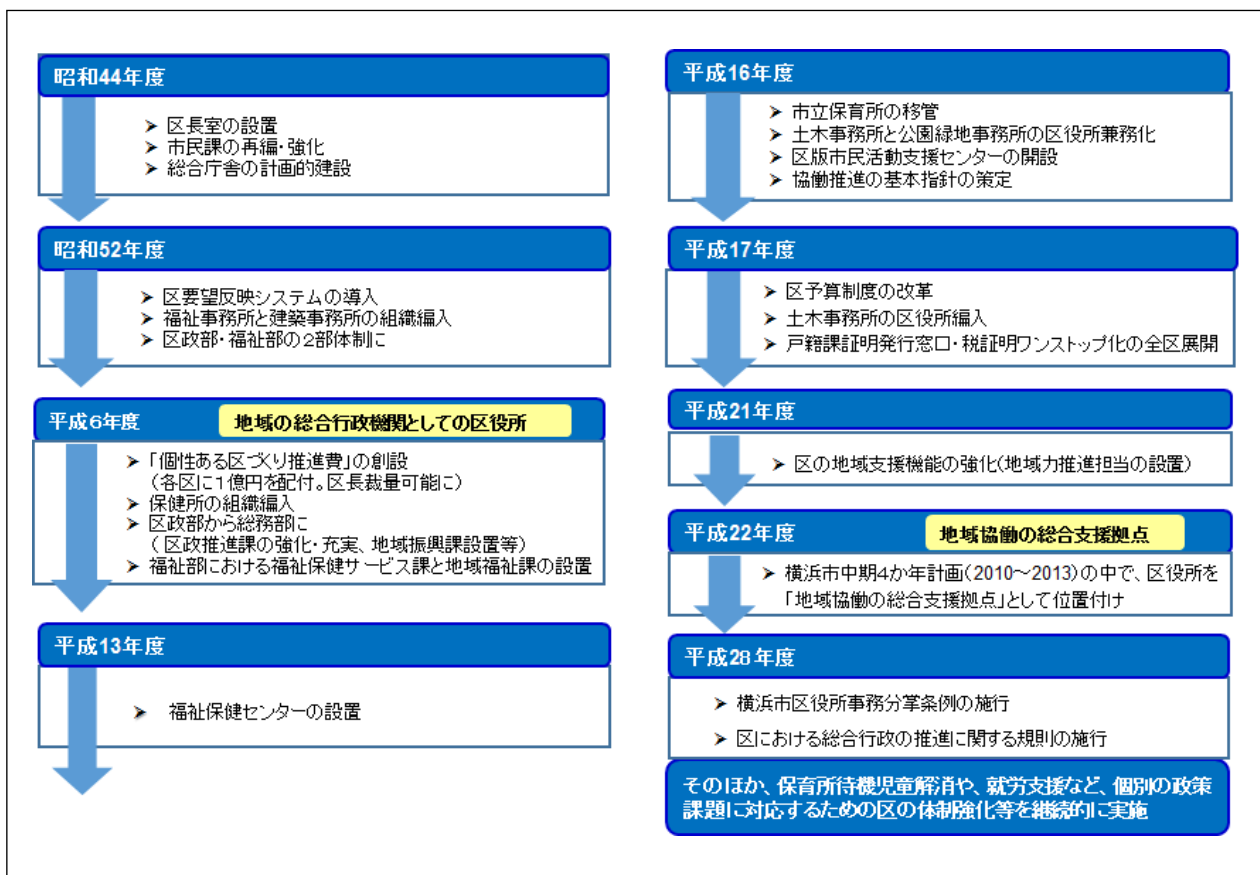 昭和44年度
➢ 区長室の設置
➢ 市民課の再編・強化
➢ 総合庁舎の計画的建設
昭和52年度
➢ 区要望反映システムの導入
➢ 福祉事務所と建築事務所の組織編入
➢ 区政部・福祉部の2部体制に
平成6年度
地域の総合行政機関としての区役所
➢ 「個性ある区づくり推進費」の創設
(各区に1億円を配付。区長裁量可能に)
➢ 保健所の組織編入
➢ 区政部から総務部に
( 区政推進課の強化・充実、地域振興課設置等)
➢ 福祉部における福祉保健サービス課と地域福祉課の設置
平成13年度
➢ 福祉保健センターの設置
平成16年度
➢ 市立保育所の移管
➢ 土木事務所と公園緑地事務所の区役所兼務化
➢ 区版市民活動支援センターの開設
➢ 協働推進の基本指針の策定
平成17年度
➢ 区予算制度の改革
➢ 土木事務所の区役所編入
➢ 戸籍課証明発行窓口・税証明ワンストップ化の全区展開
平成21年度
➢ 区の地域支援機能の強化(地域力推進担当の設置)
平成22年度
地域協働の総合支援拠点
➢ 横浜市中期4か年計画(2010～2013)の中で、区役所を
「地域協働の総合支援拠点」として位置付け
平成28年度
➢ 横浜市区役所事務分掌条例の施行
➢ 区における総合行政の推進に関する規則の施行
そのほか、保育所待機児童解消や、就労支援など、個別の政策
課題に対応するための区の体制強化等を継続的に実施